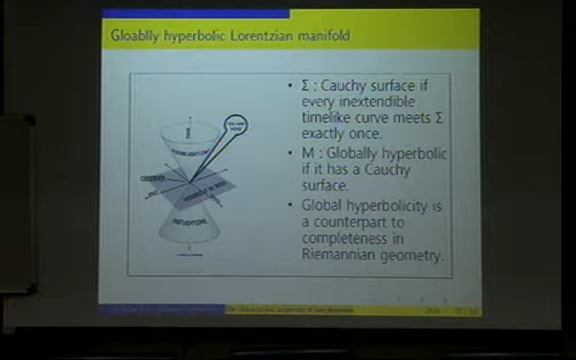 Gloablly hyperbolic Lorentzian manifold
• Σ : Cauchy surface if
every inextendible
timelike curve meets Σ
exactly once.
• M : Globally hyperbolic
if it has a Cauchy
surface.
• Global hyperbolicity is
a counterpart to
completeness in
Riemannian geometry.